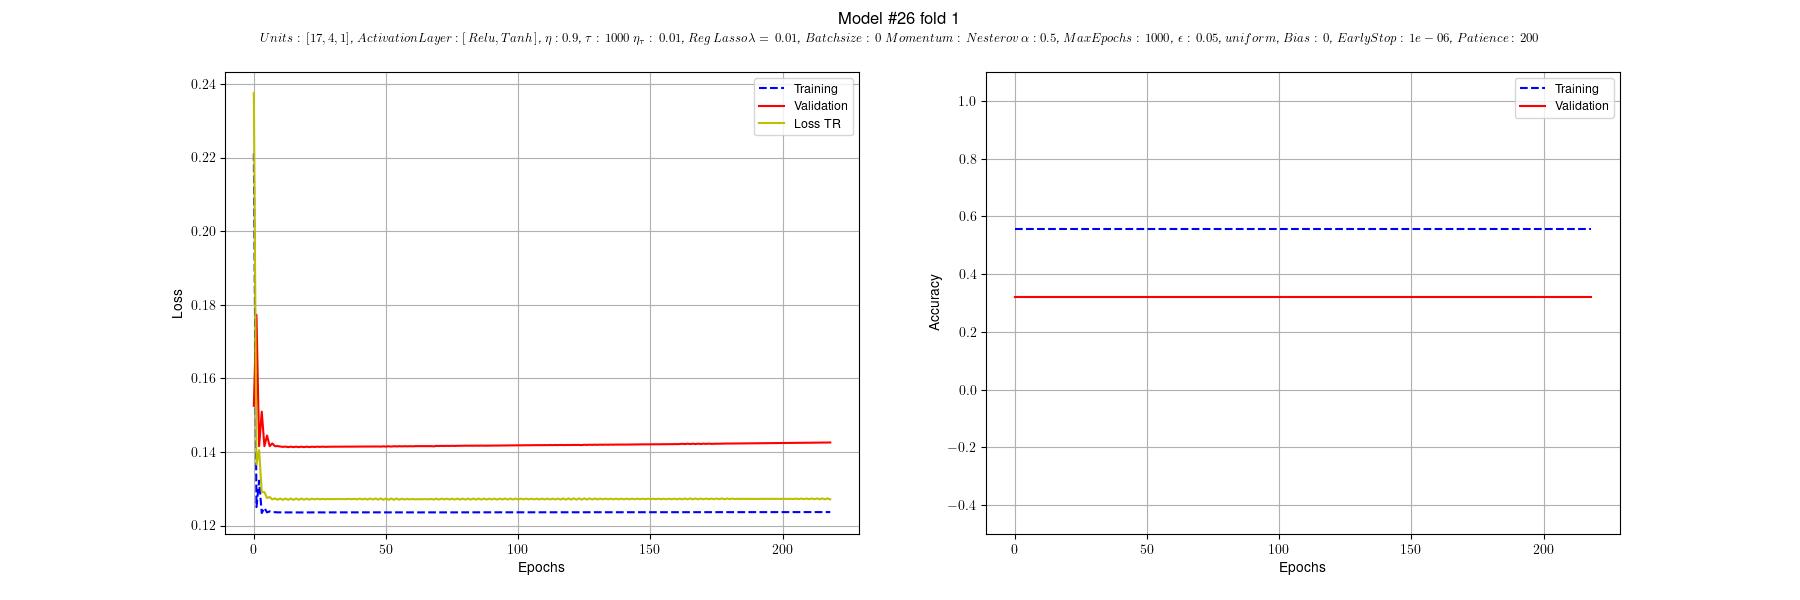 Model #26 fold 1
Units : [17, 4, 1], ActivationLayer : [Relu, Tanh], η : 0.9, τ : 1000 ητ : 0.01, Reg Lassoλ = 0.01, Batchsize : 0 Momentum : Nesterov α : 0.5, MaxEpochs : 1000, ϵ : 0.05, uniform, Bias : 0, EarlyStop : 1e − 06, Patience : 200
Loss
0.24
0.22
0.20
0.18
0.16
0.14
0.12
0 50 100 150 200
Epochs
Training
Validation
Loss TR
Accuracy
1.0
0.8
0.6
0.4
0.2
0.0
−0.2
−0.4
0 50 100 150 200
Epochs
Training
Validation